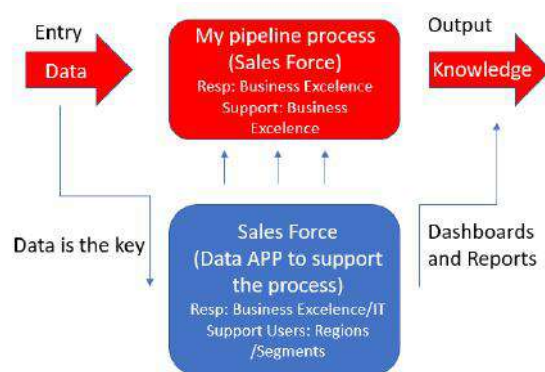 Entry
Data
My pipeline process
(Sales Force)
Resp: Business Excelence
Support: Business
Excelence
Output
Knowledge
Data is the key
Sales Force
(Data APP to support
the process)
Resp: Business Excelence/IT
Support Users: Regions
/Segments
Dashboards
and Reports